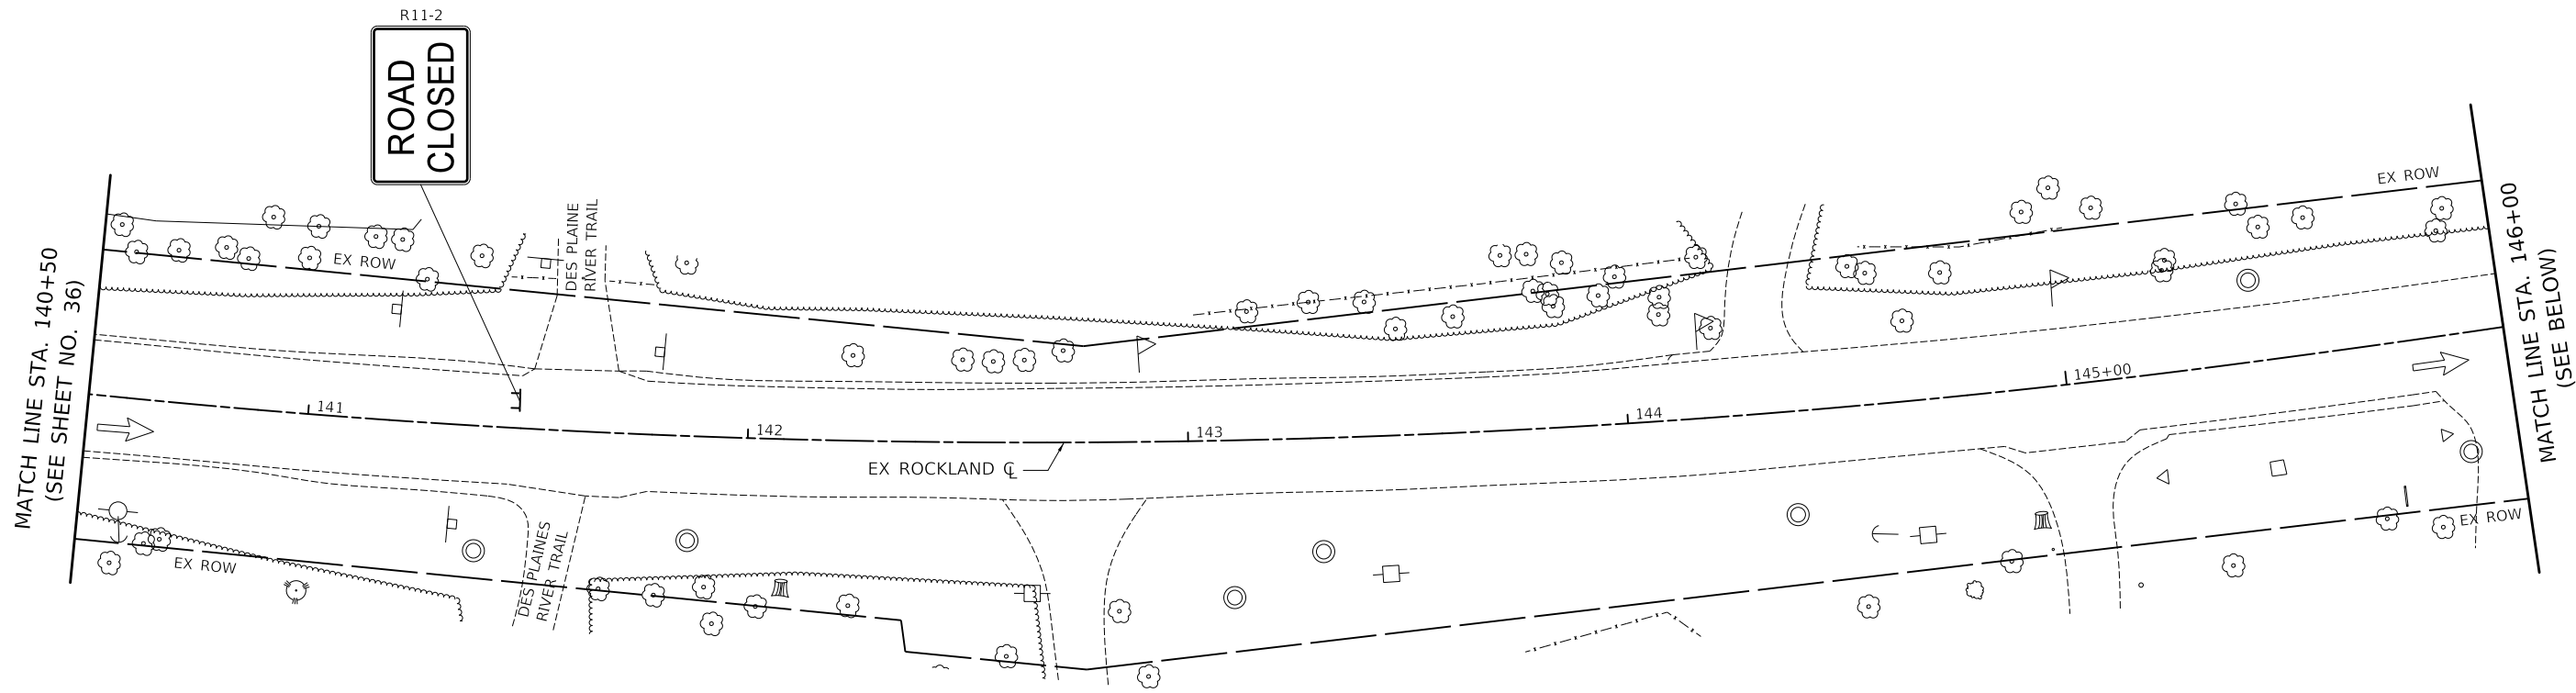 R11-2
ROAD
CLOSED
MATCH LINE STA. 140+50
(SEE SHEET NO. 36)
EX ROW
DES PLAINE
RIVER TRAIL
EX ROW
MATCH LINE STA. 146+00
(SEE BELOW)
141
142
143
144
145+00
EX ROCKLAND ℄
EX ROW
DES PLAINES
RIVER TRAIL
EX ROW